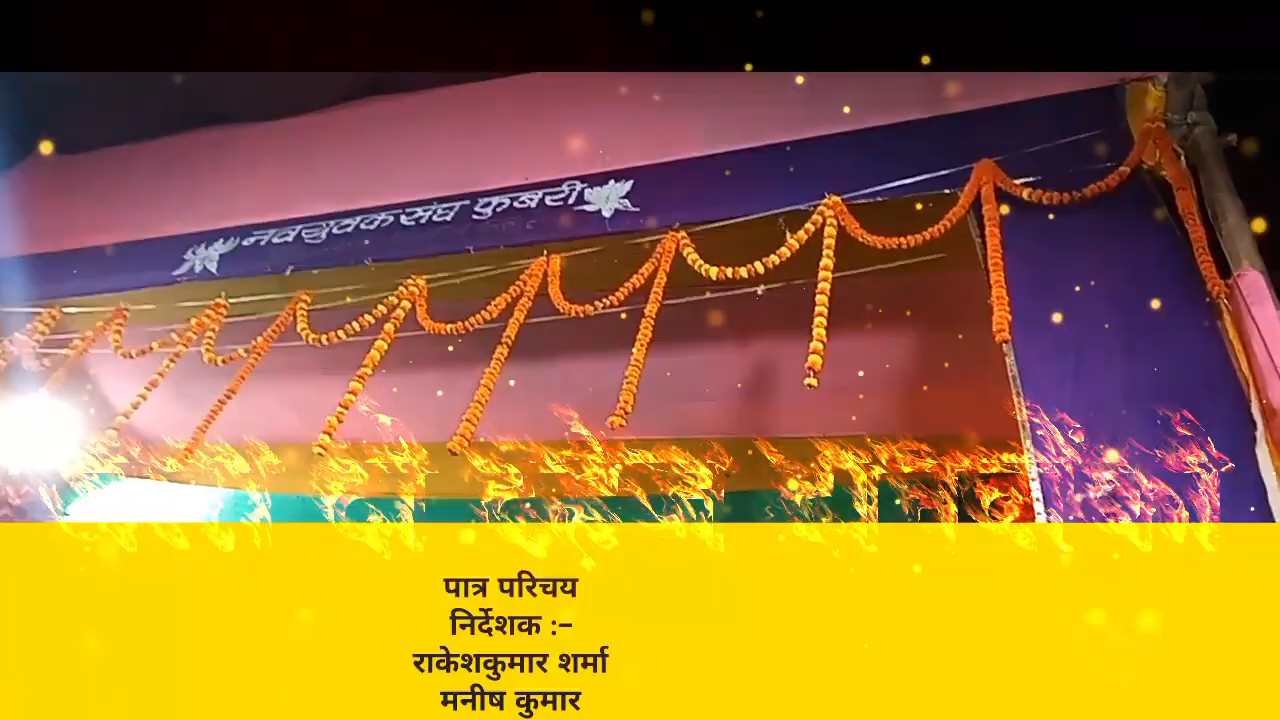 नवयुवक संघ फुबरी
पात्र परिचय
निर्देशक :–
राकेशकुमार शर्मा
मनीष कुमार